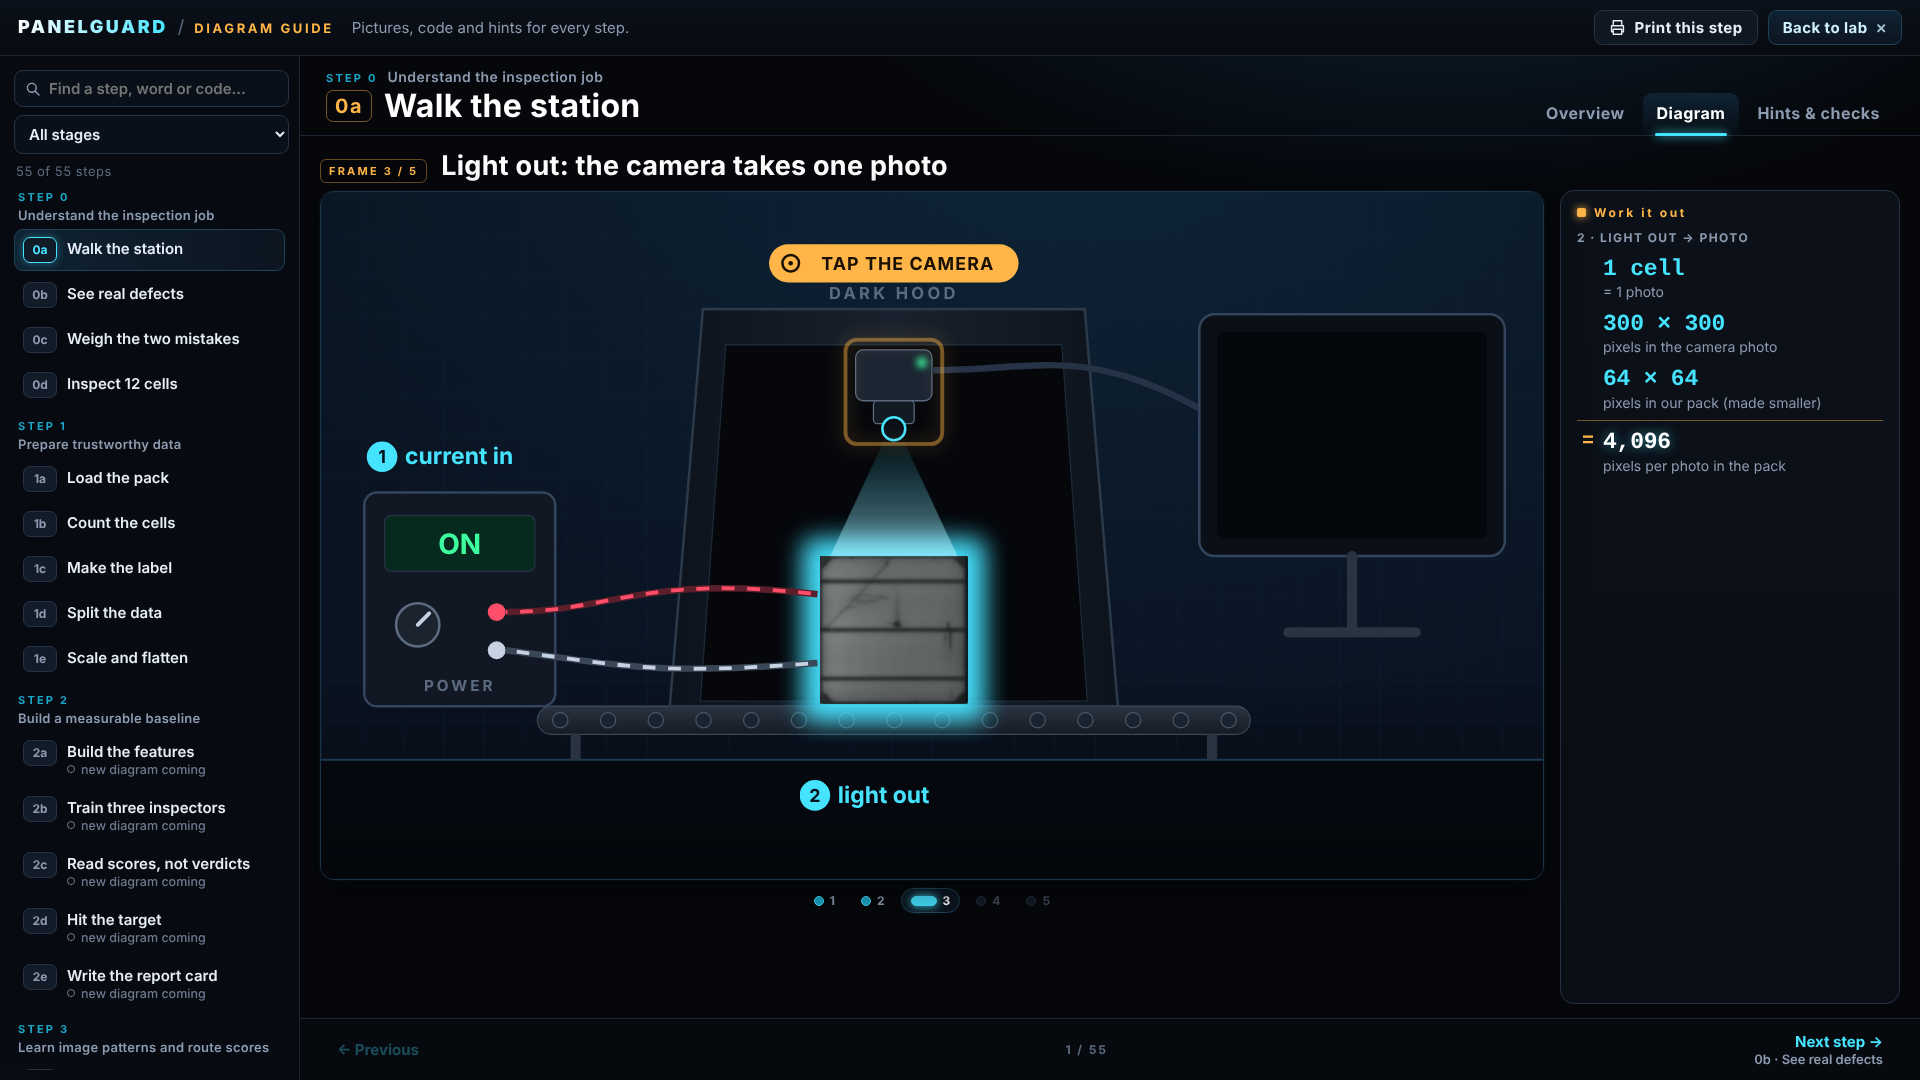 PANELGUARD / DIAGRAM GUIDE Pictures, code and hints for every step.
Print this step
Back to lab ×
Find a step, word or code...
All stages
55 of 55 steps
STEP 0
Understand the inspection job
0a Walk the station
0b See real defects
0c Weigh the two mistakes
0d Inspect 12 cells
STEP 1
Prepare trustworthy data
1a Load the pack
1b Count the cells
1c Make the label
1d Split the data
1e Scale and flatten
STEP 2
Build a measurable baseline
2a Build the features
new diagram coming
2b Train three inspectors
new diagram coming
2c Read scores, not verdicts
new diagram coming
2d Hit the target
new diagram coming
2e Write the report card
new diagram coming
STEP 3
Learn image patterns and route scores
STEP 0 Understand the inspection job
0a Walk the station
Overview
Diagram
Hints & checks
FRAME 3 / 5 Light out: the camera takes one photo
TAP THE CAMERA
DARK HOOD
1 current in
ON
POWER
2 light out
1
2
3
4
5
Work it out
2 · LIGHT OUT → PHOTO
1 cell
= 1 photo
300 × 300
pixels in the camera photo
64 × 64
pixels in our pack (made smaller)
= 4,096
pixels per photo in the pack
← Previous
1 / 55
Next step →
0b · See real defects